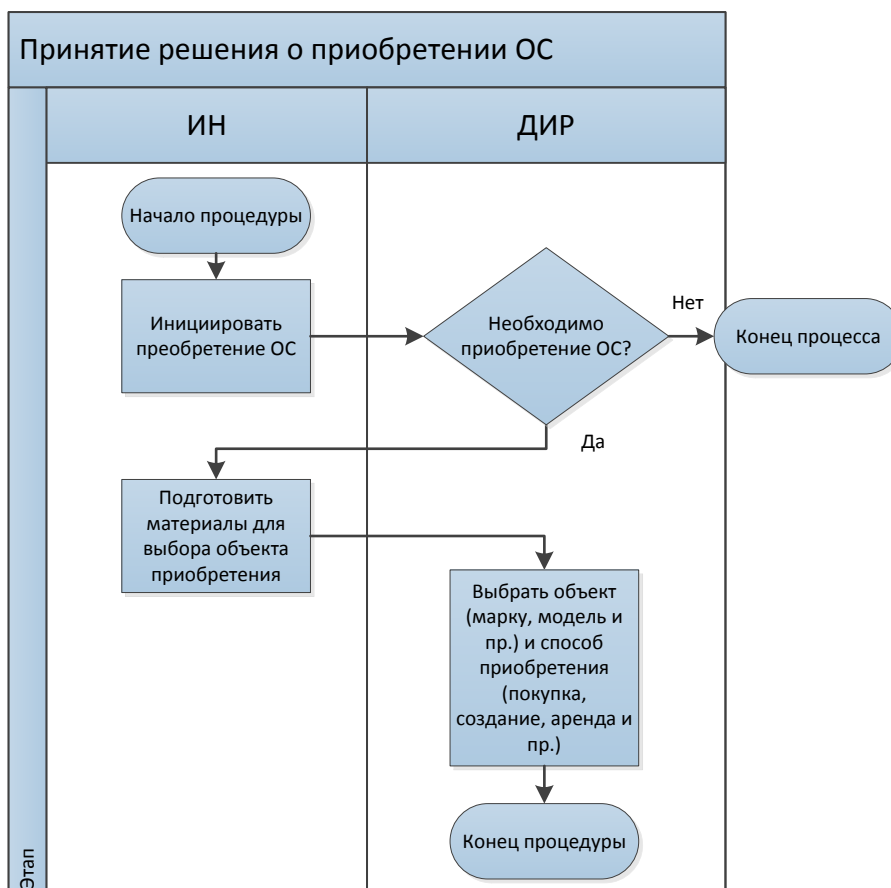 Принятие решения о приобретении ОС
ИН
ДИР
Начало процедуры
Инициировать
преобретение ОС
Необходимо
приобретение ОС?
Нет
Конец процесса
Да
Подготовить
материалы для
выбора объекта
приобретения
Выбрать объект
(марку, модель и
пр.) и способ
приобретения
(покупка,
создание, аренда и
пр.)
Конец процедуры
Этап